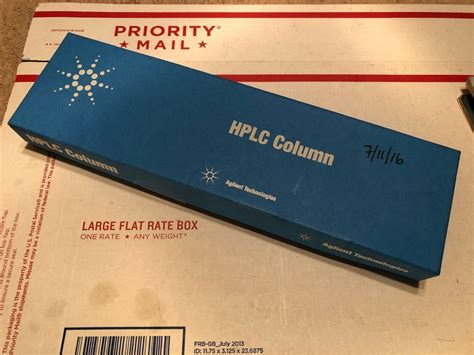 PRIORITY
★ MAIL ★
HPLC Column
7/11/16
Agilent Technologies
Agilent Technologies
LARGE FLAT RATE BOX
ONE RATE ★ ANY WEIGHT*
FRB-GB_July 2013
ID: 11.75 x 3.125 x 23.6875